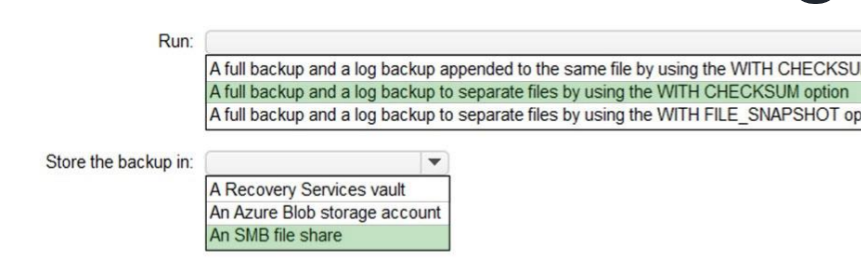 Run:
A full backup and a log backup appended to the same file by using the WITH
A full backup and a log backup to separate files by using the WITH CHECKSUM option
A full backup and a log backup to separate files by using the WITH FILE_SNAPSHOT
Store the backup in:
A Recovery Services vault
An Azure Blob storage account
An SMB file share